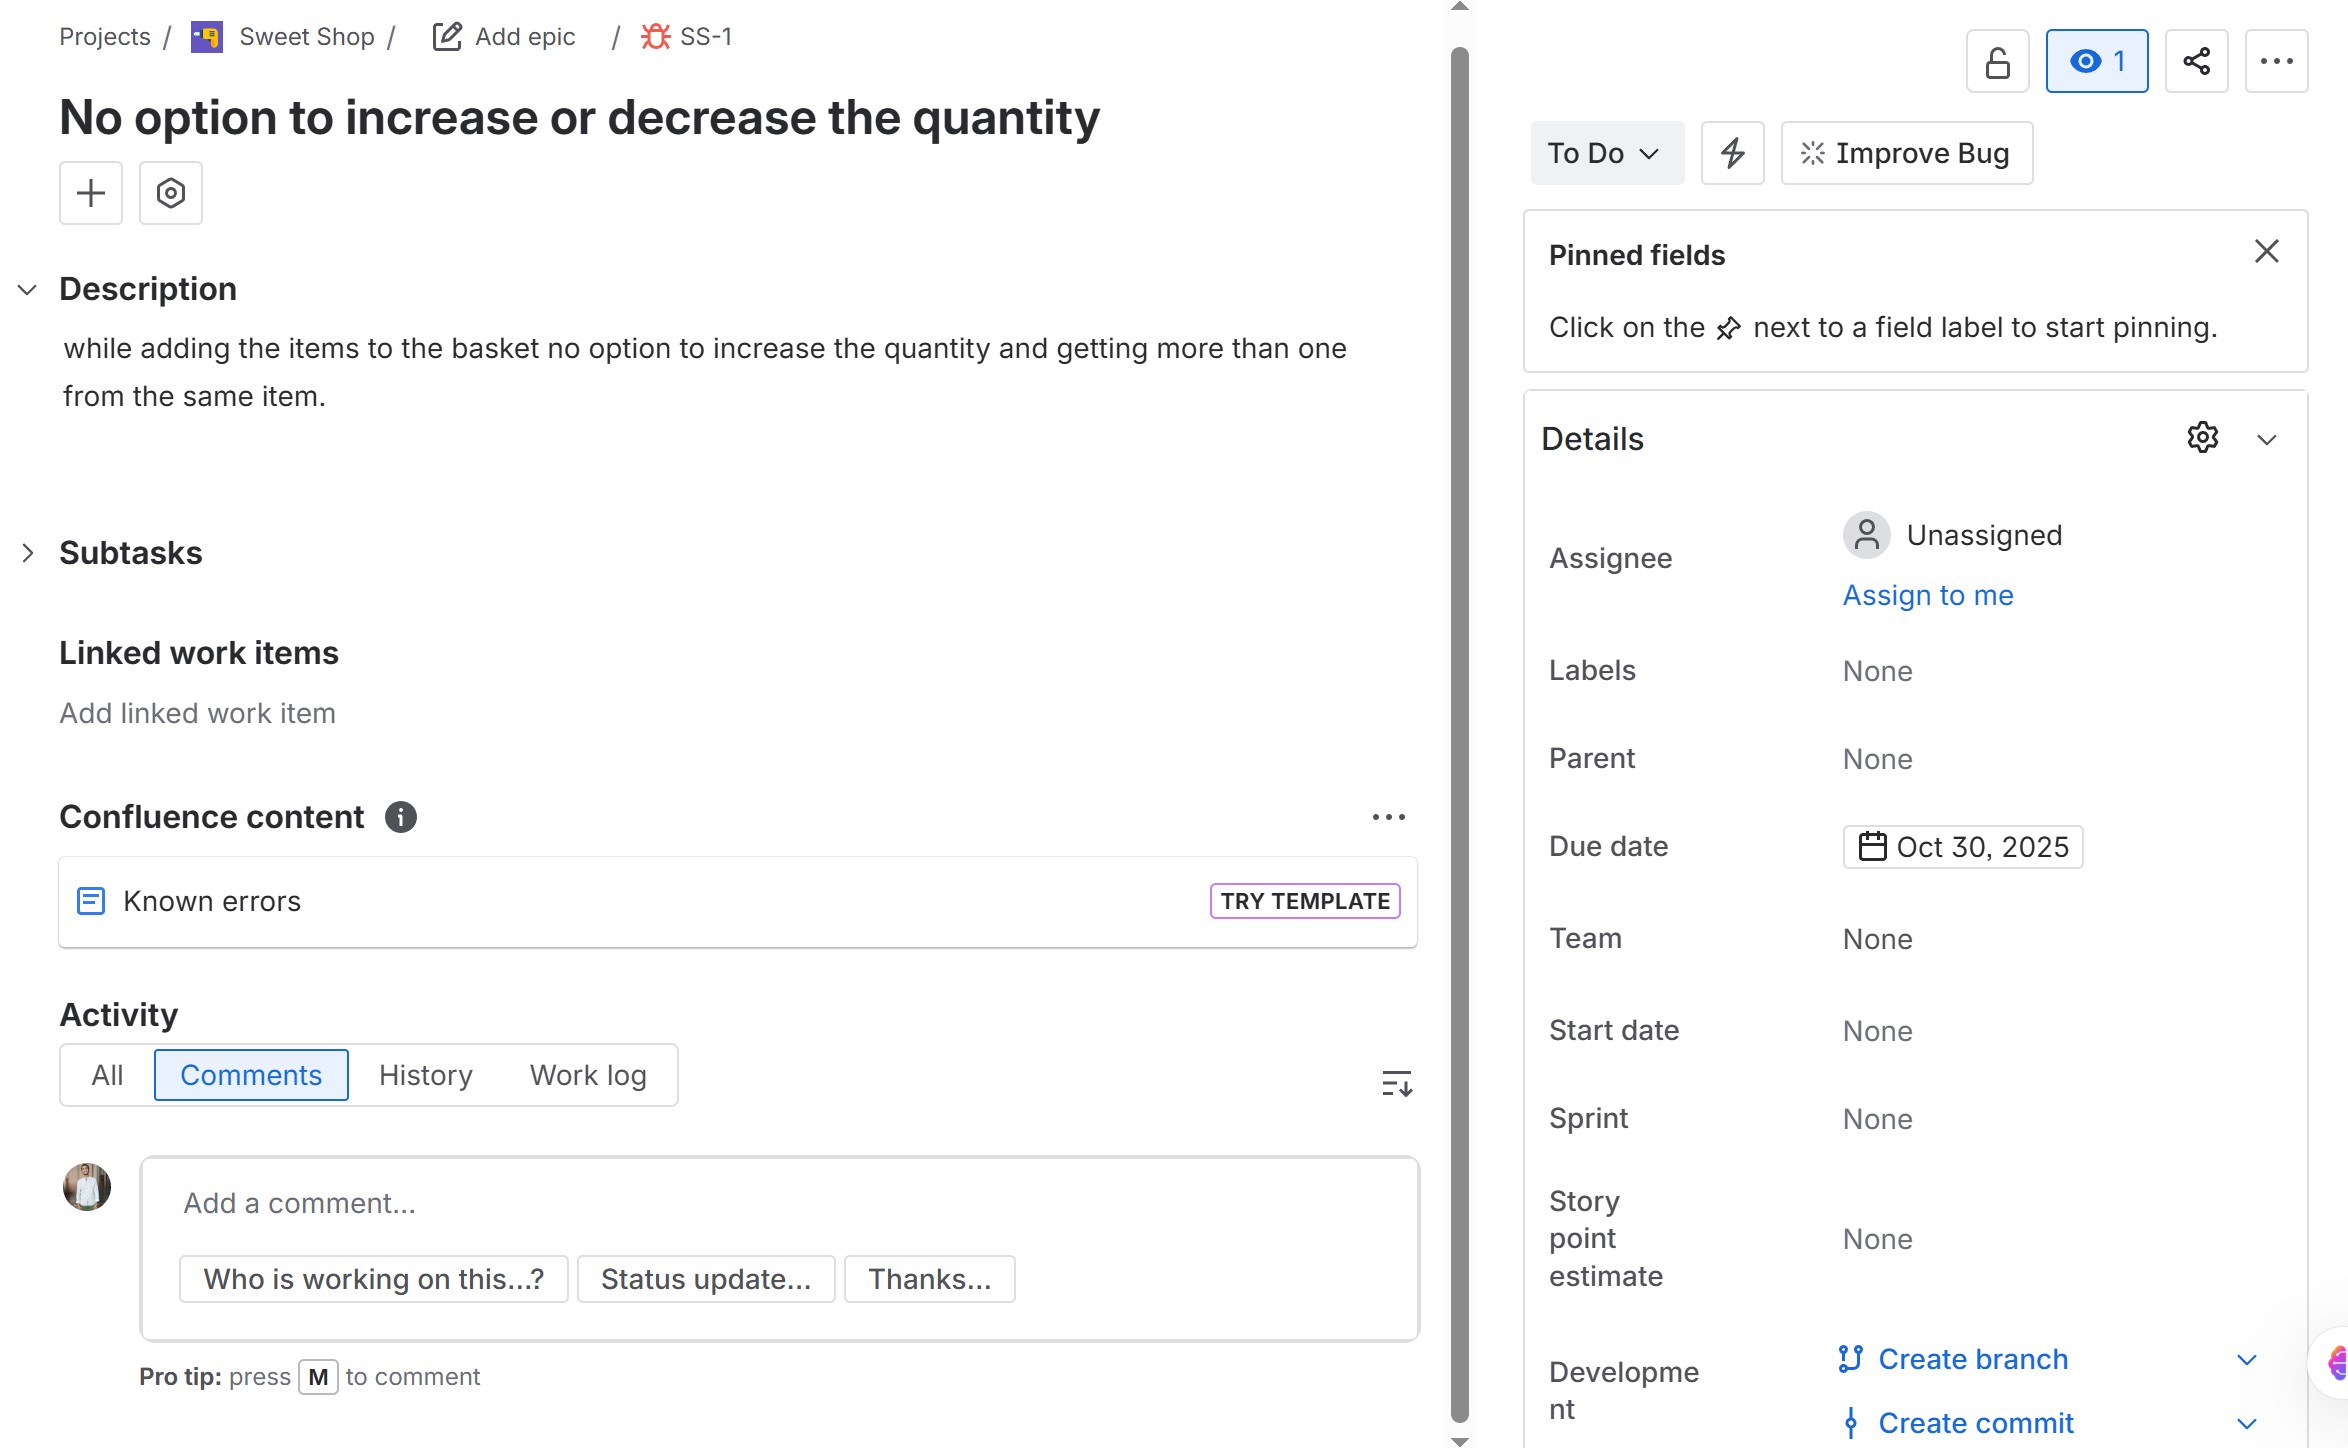 Projects / Sweet Shop / Add epic / SS-1
No option to increase or decrease the quantity
Description
while adding the items to the basket no option to increase the quantity and getting more than one
from the same item.
Subtasks
Linked work items
Add linked work item
Confluence content
Known errors TRY TEMPLATE
Activity
All Comments History Work log
Add a comment...
Who is working on this...? Status update... Thanks...
Pro tip: press M to comment
1
To Do Improve Bug
Pinned fields
Click on the next to a field label to start pinning.
Details
Assignee Unassigned
Assign to me
Labels None
Parent None
Due date Oct 30, 2025
Team None
Start date None
Sprint None
Story
point
estimate
None
Developme
nt
Create branch
Create commit